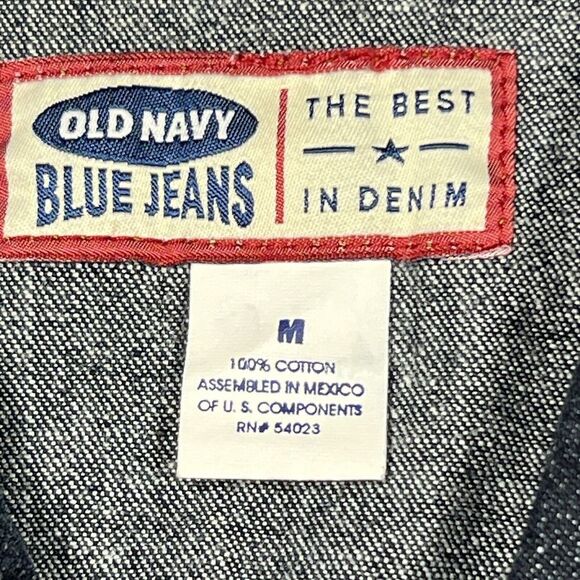 OLD NAVY
BLUE JEANS
THE BEST
IN DENIM
M
100% COTTON
ASSEMBLED IN MEXICO
OF U. S. COMPONENTS
RN# 54023